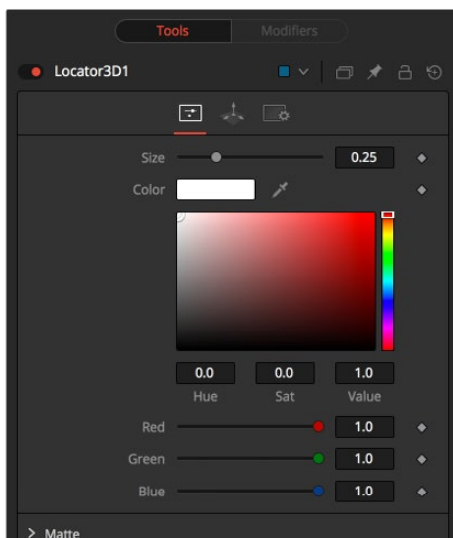 Tools Modifiers
Locator3D1
Size 0.25
Color
0.0 0.0 1.0
Hue Sat Value
Red 1.0
Green 1.0
Blue 1.0
> Matte